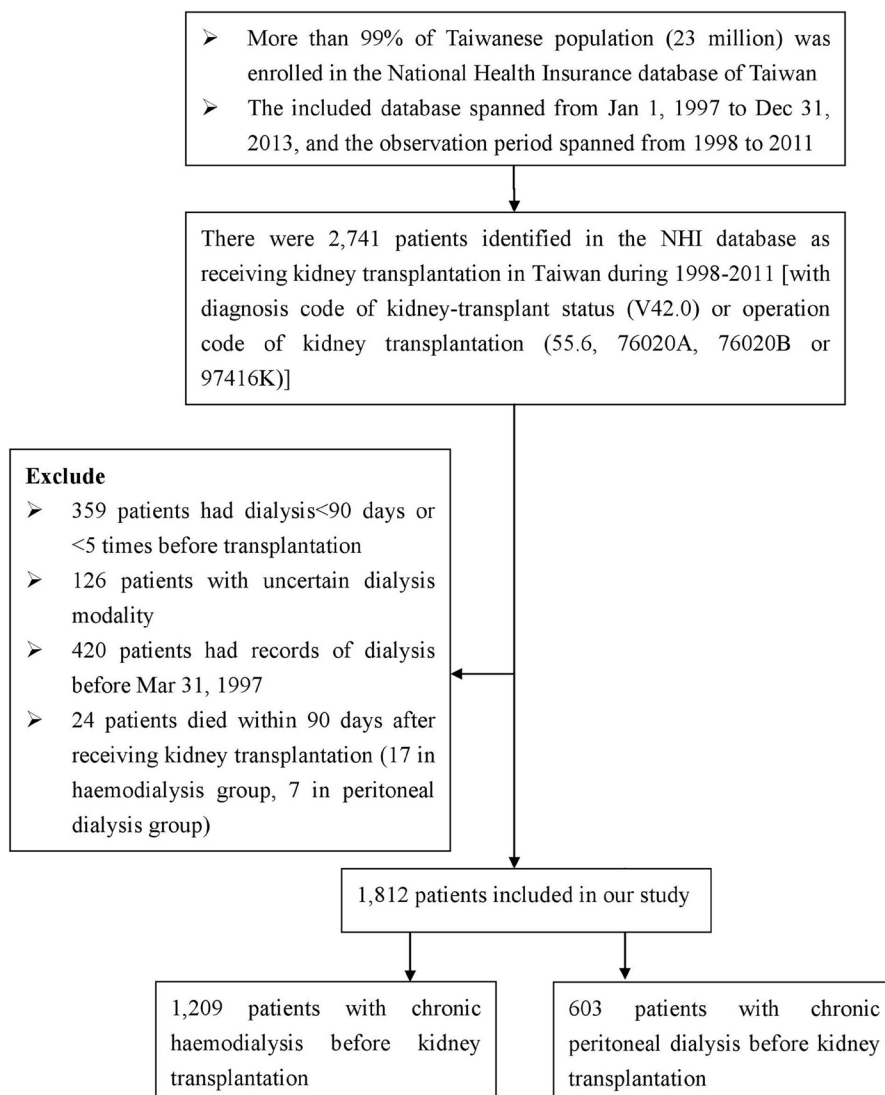 ➢ More than 99% of Taiwanese population (23 million) was
enrolled in the National Health Insurance database of Taiwan
➢ The included database spanned from Jan 1, 1997 to Dec 31,
2013, and the observation period spanned from 1998 to 2011
There were 2,741 patients identified in the NHI database as
receiving kidney transplantation in Taiwan during 1998-2011 [with
diagnosis code of kidney-transplant status (V42.0) or operation
code of kidney transplantation (55.6, 76020A, 76020B or
97416K)]
Exclude
➢ 359 patients had dialysis<90 days or
<5 times before transplantation
➢ 126 patients with uncertain dialysis
modality
➢ 420 patients had records of dialysis
before Mar 31, 1997
➢ 24 patients died within 90 days after
receiving kidney transplantation (17 in
haemodialysis group, 7 in peritoneal
dialysis group)
1,812 patients included in our study
1,209 patients with chronic
haemodialysis before kidney
transplantation
603 patients with chronic
peritoneal dialysis before kidney
transplantation